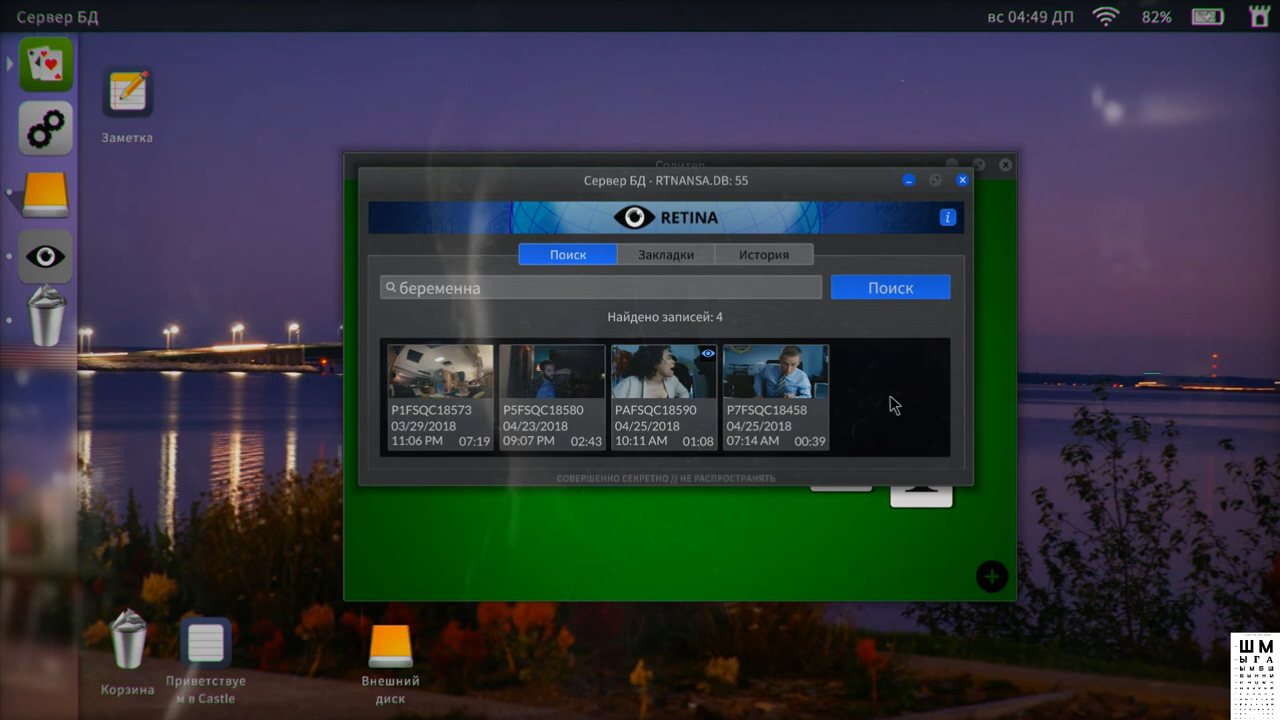 Сервер БД
вс 04:49 ДП
82%
Заметка
Солитер
Сервер БД - RTNANSA.DB: 55
RETINA
i
Поиск
Закладки
История
беременна
Поиск
Найдено записей: 4
P1FSQC18573
03/29/2018
11:06 PM 07:19
P5FSQC18580
04/23/2018
09:07 PM 02:43
PAFSQC18590
04/25/2018
10:11 AM 01:08
P7FSQC18458
04/25/2018
07:14 AM 00:39
СОВЕРШЕННО СЕКРЕТНО // НЕ РАСПРОСТРАНЯТЬ
Корзина
Приветствуе
м в Castle
Внешний
диск
Ш М
Ы Г А
Ы М Б Ш